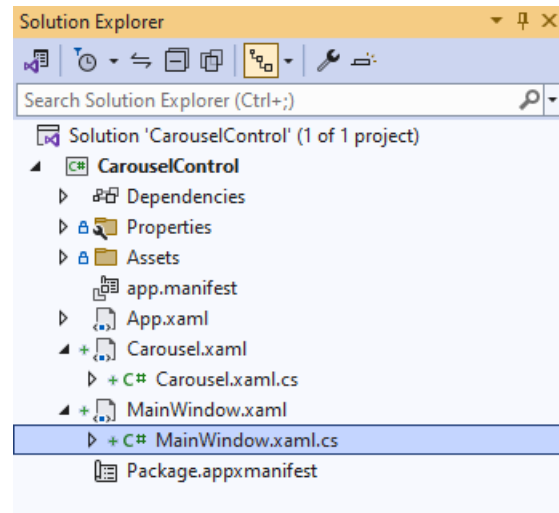 Solution Explorer
Search Solution Explorer (Ctrl+;)
Solution 'CarouselControl' (1 of 1 project)
C# CarouselControl
Dependencies
Properties
Assets
app.manifest
App.xaml
+ Carousel.xaml
+ C# Carousel.xaml.cs
+ MainWindow.xaml
+ C# MainWindow.xaml.cs
Package.appxmanifest